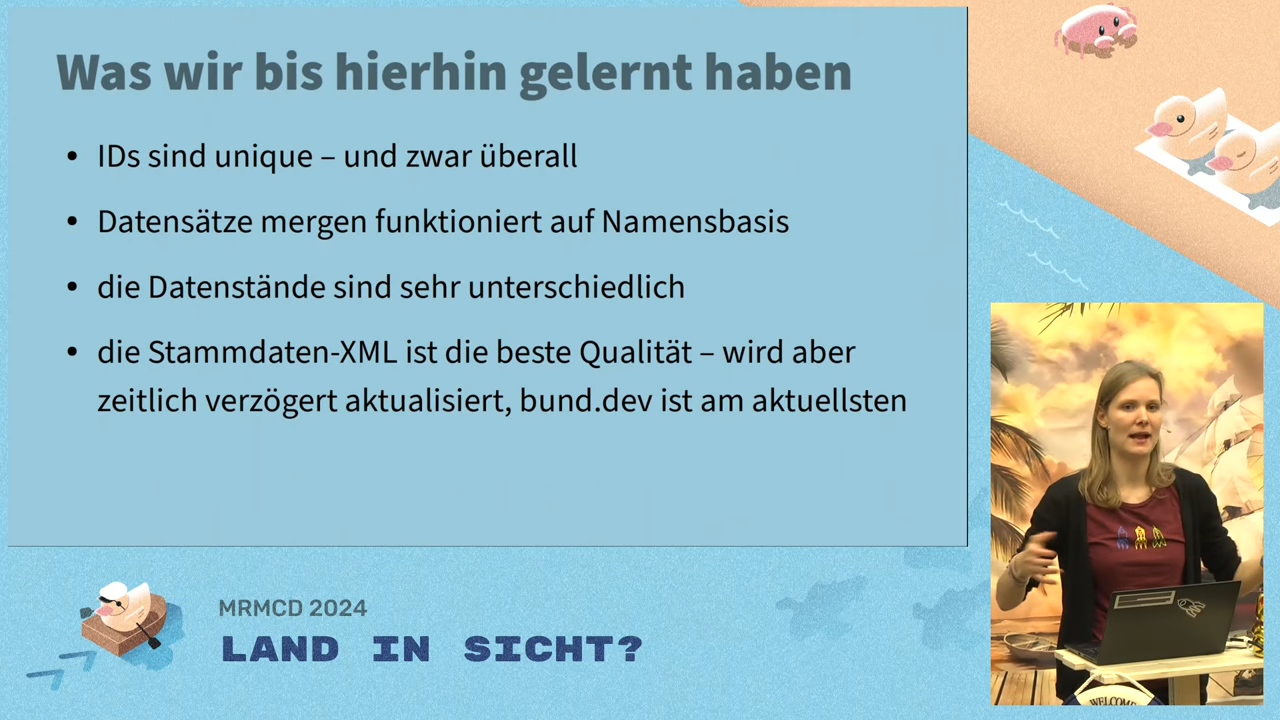 Was wir bis hierhin gelernt haben
• IDs sind unique – und zwar überall
• Datensätze mergen funktioniert auf Namensbasis
• die Datenstände sind sehr unterschiedlich
• die Stammdaten-XML ist die beste Qualität – wird aber
zeitlich verzögert aktualisiert, bund.dev ist am aktuellsten
MRMCD 2024
LAND IN SICHT?
WELCOME